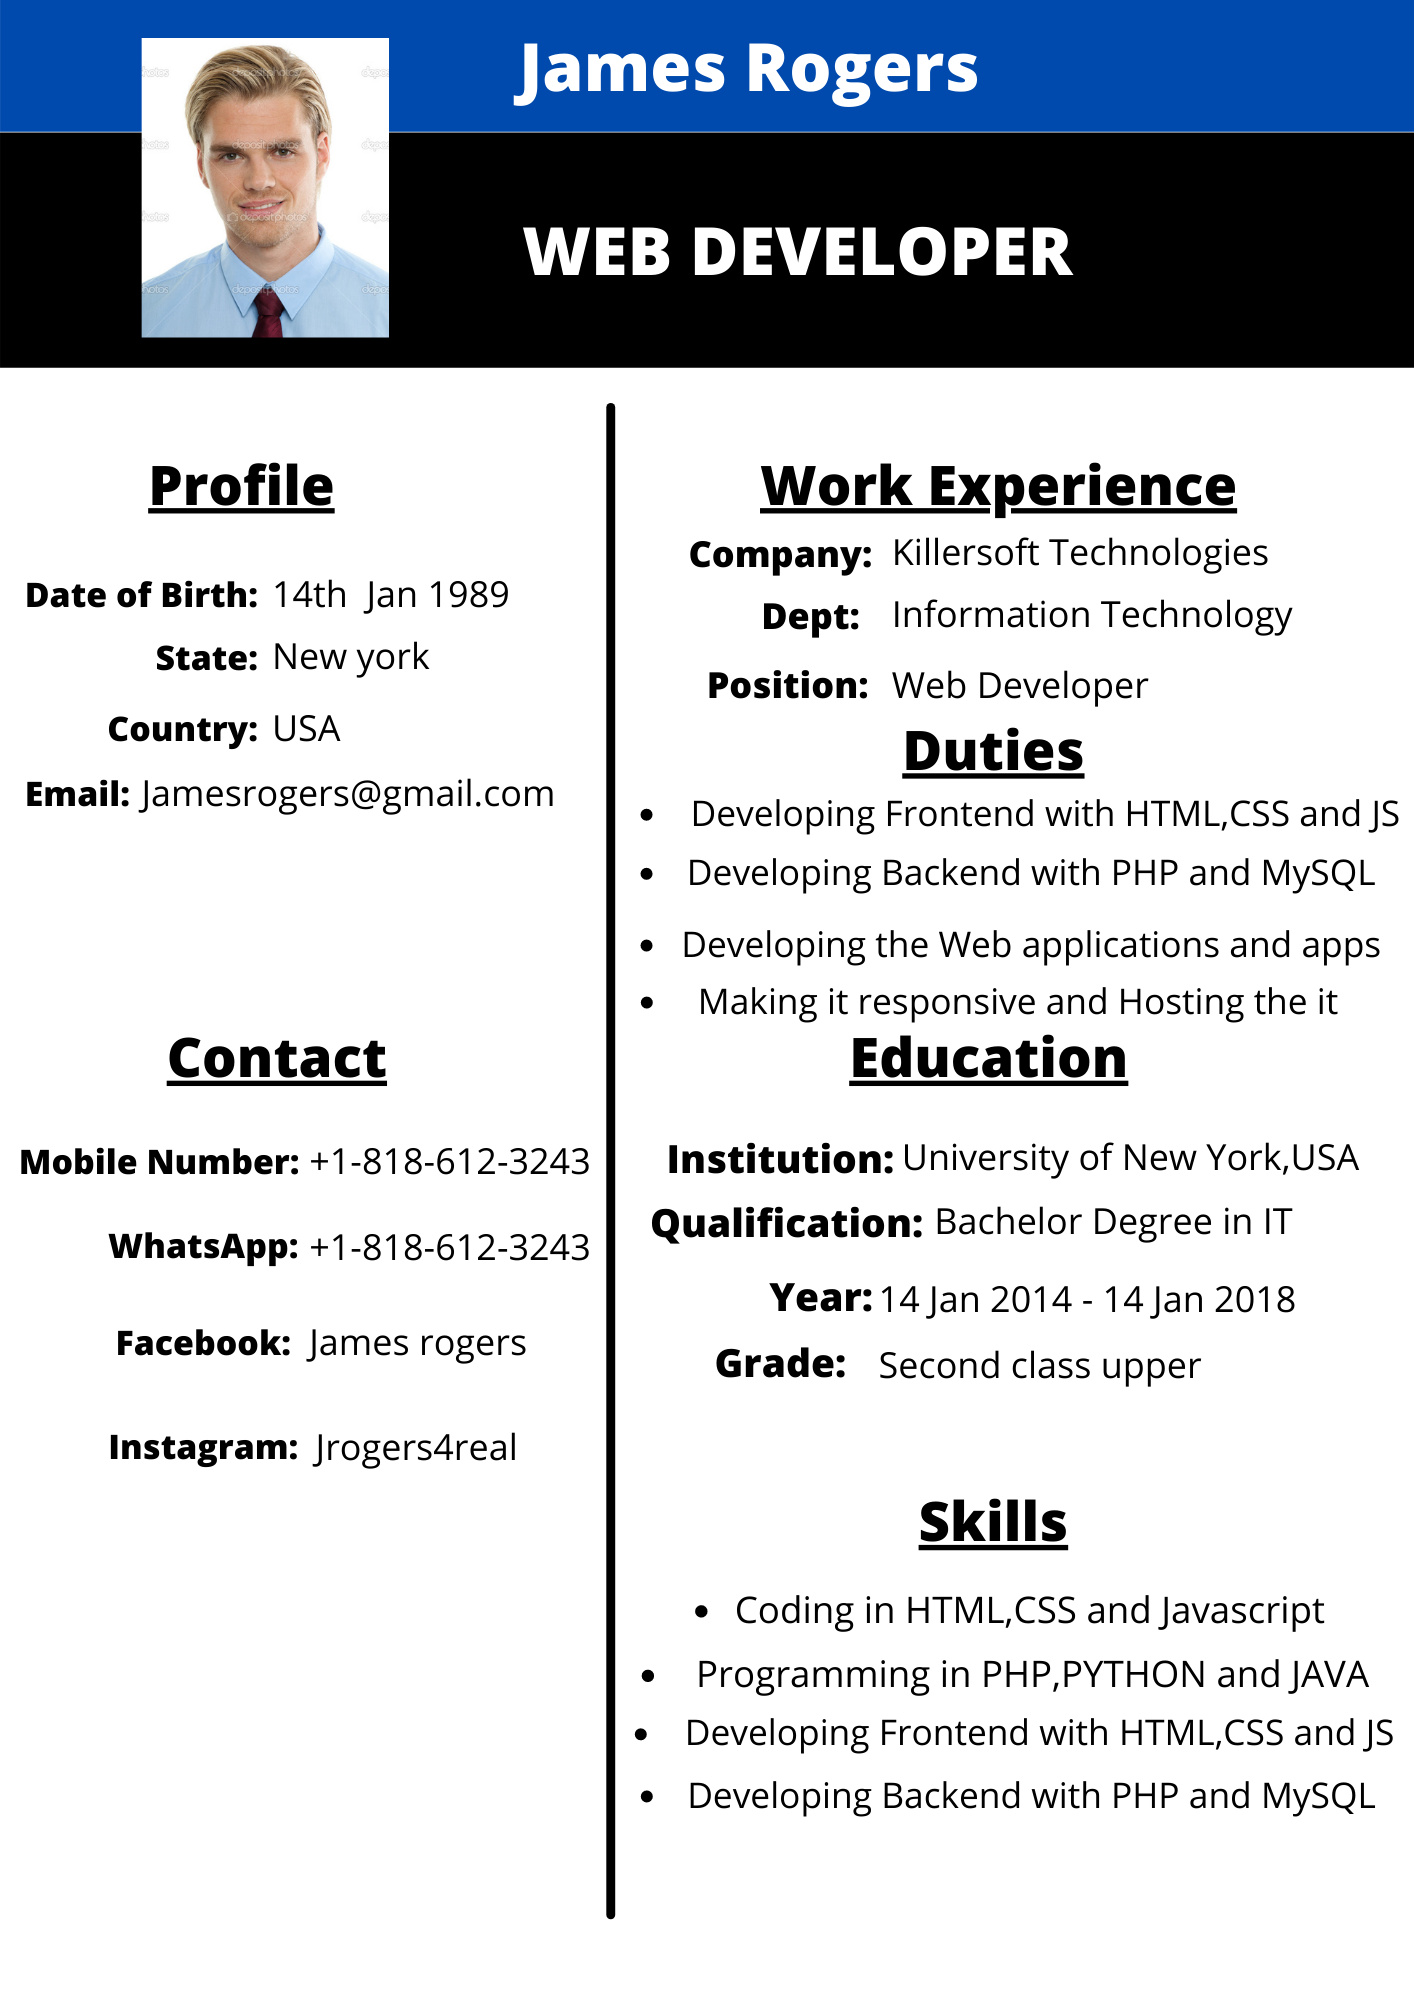 James Rogers
WEB DEVELOPER
depositphotos
depositphotos
depositphotos
depositphotos
Profile
Date of Birth: 14th  Jan 1989
State: New york
Country: USA
Email: Jamesrogers@gmail.com
Contact
Mobile Number: +1-818-612-3243
WhatsApp: +1-818-612-3243
Facebook: James rogers
Instagram: Jrogers4real
Work Experience
Company: Killersoft Technologies
Dept: Information Technology
Position: Web Developer
Duties
• Developing Frontend with HTML,CSS and JS
• Developing Backend with PHP and MySQL
• Developing the Web applications and apps
• Making it responsive and Hosting the it
Education
Institution: University of New York,USA
Qualification: Bachelor Degree in IT
Year: 14 Jan 2014 - 14 Jan 2018
Grade: Second class upper
Skills
• Coding in HTML,CSS and Javascript
• Programming in PHP,PYTHON and JAVA
• Developing Frontend with HTML,CSS and JS
• Developing Backend with PHP and MySQL